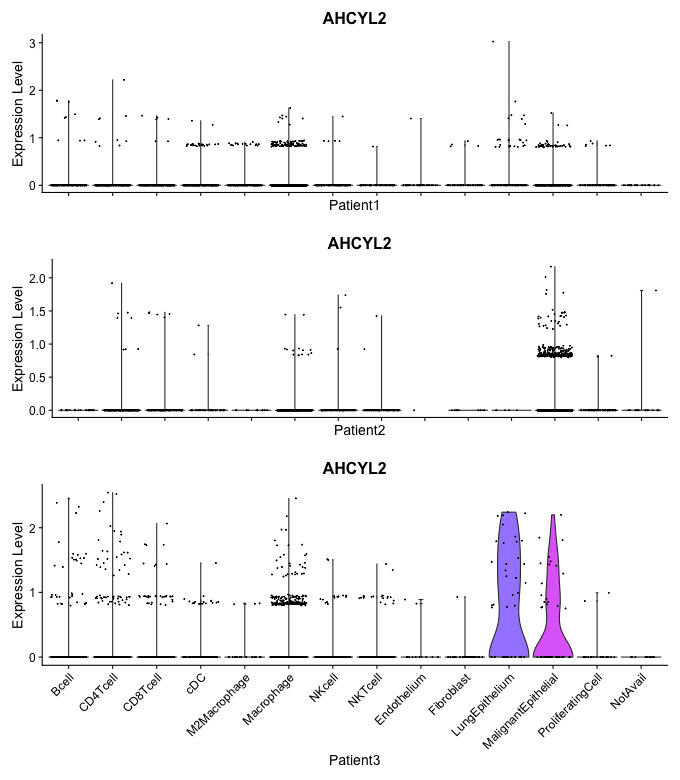 AHCYL2
Expression Level
3
2
1
0
Patient1
AHCYL2
Expression Level
2.0
1.5
1.0
0.5
0.0
Patient2
AHCYL2
Expression Level
2
1
0
Bcell
CD4Tcell
CD8Tcell
cDC
M2Macrophage
Macrophage
NKcell
NKTcell
Endothelium
Fibroblast
LungEpithelium
MalignantEpithelial
ProliferatingCell
NotAvail
Patient3